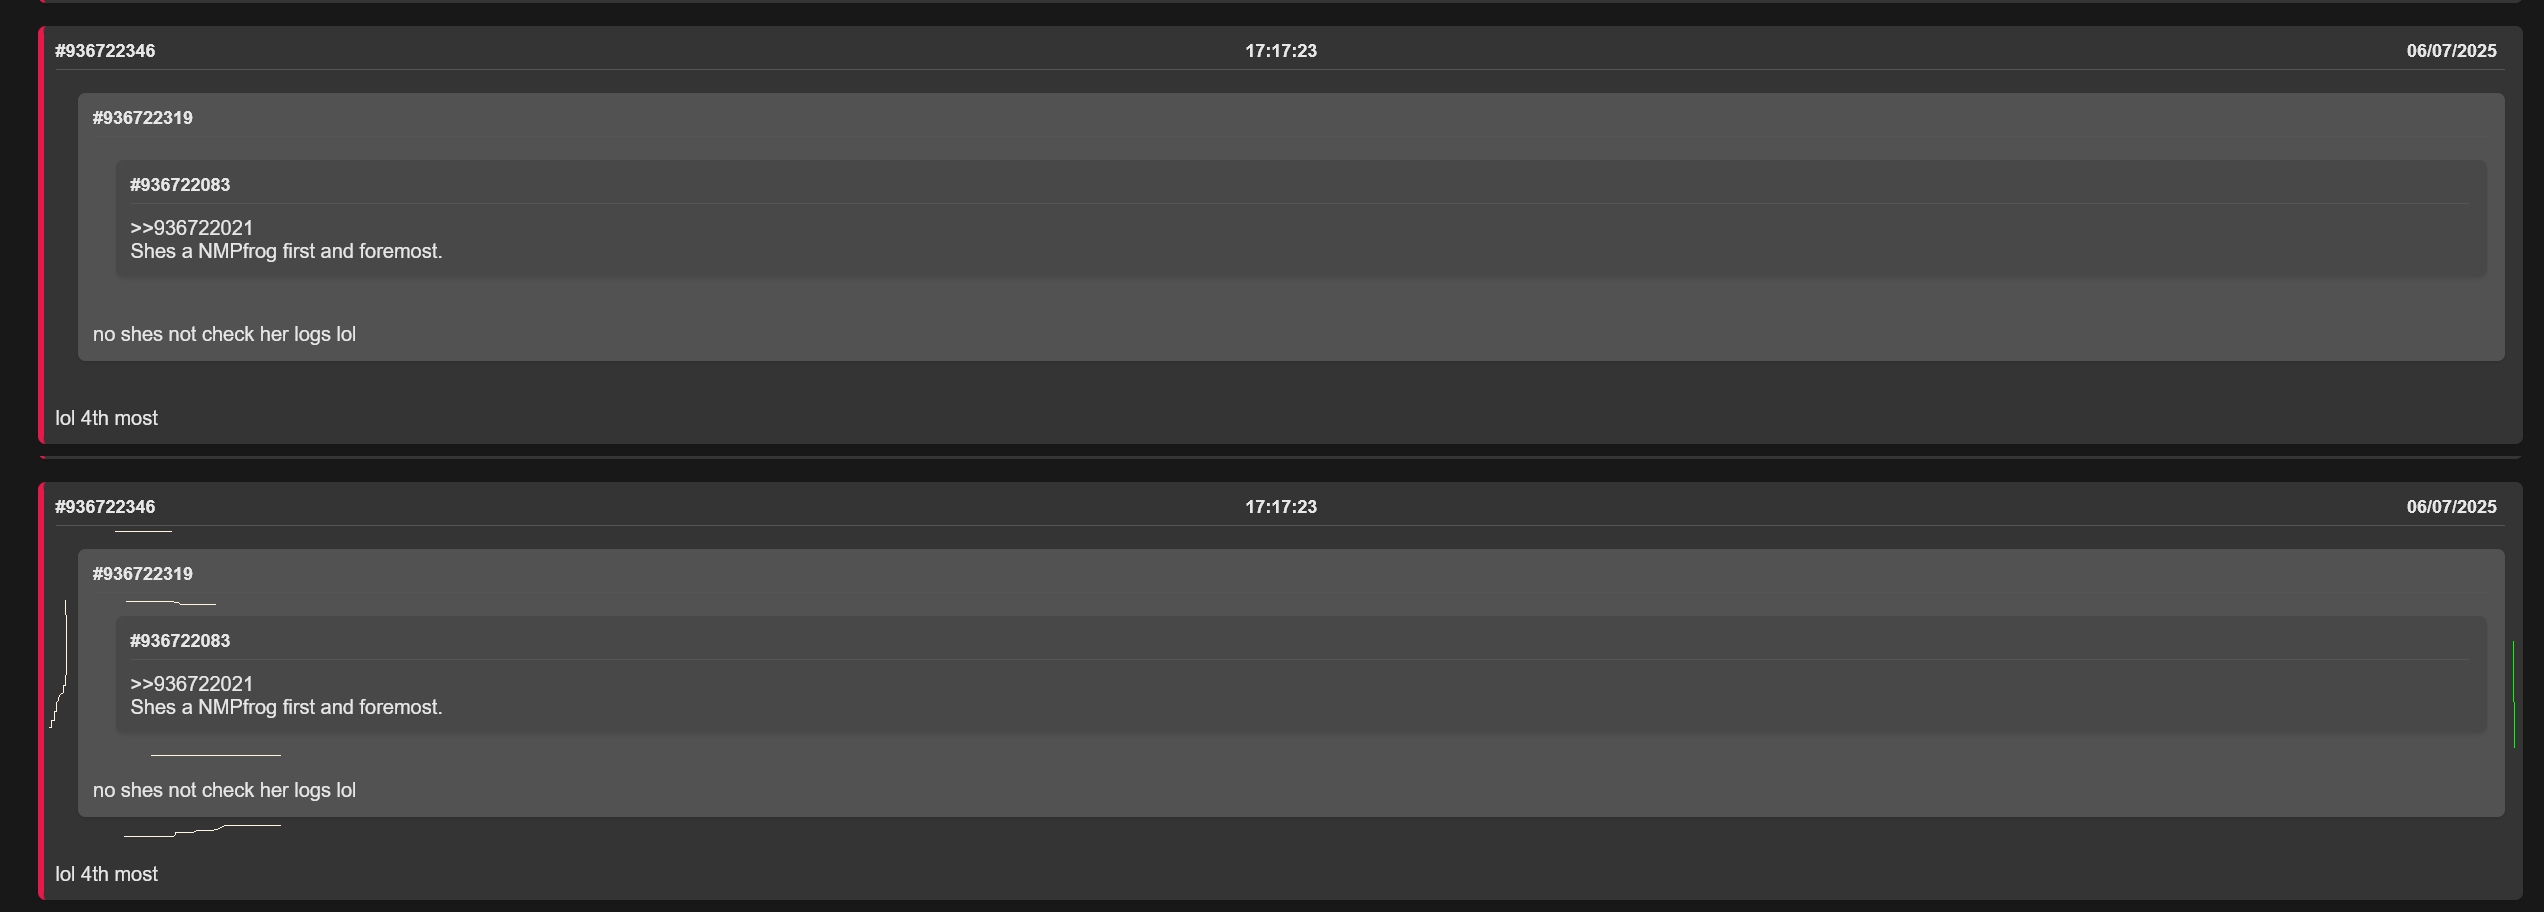 #936722346 17:17:23 06/07/2025
#936722319
#936722083
>>936722021
Shes a NMPfrog first and foremost.
no shes not check her logs lol
lol 4th most
#936722346 17:17:23 06/07/2025
#936722319
#936722083
>>936722021
Shes a NMPfrog first and foremost.
no shes not check her logs lol
lol 4th most